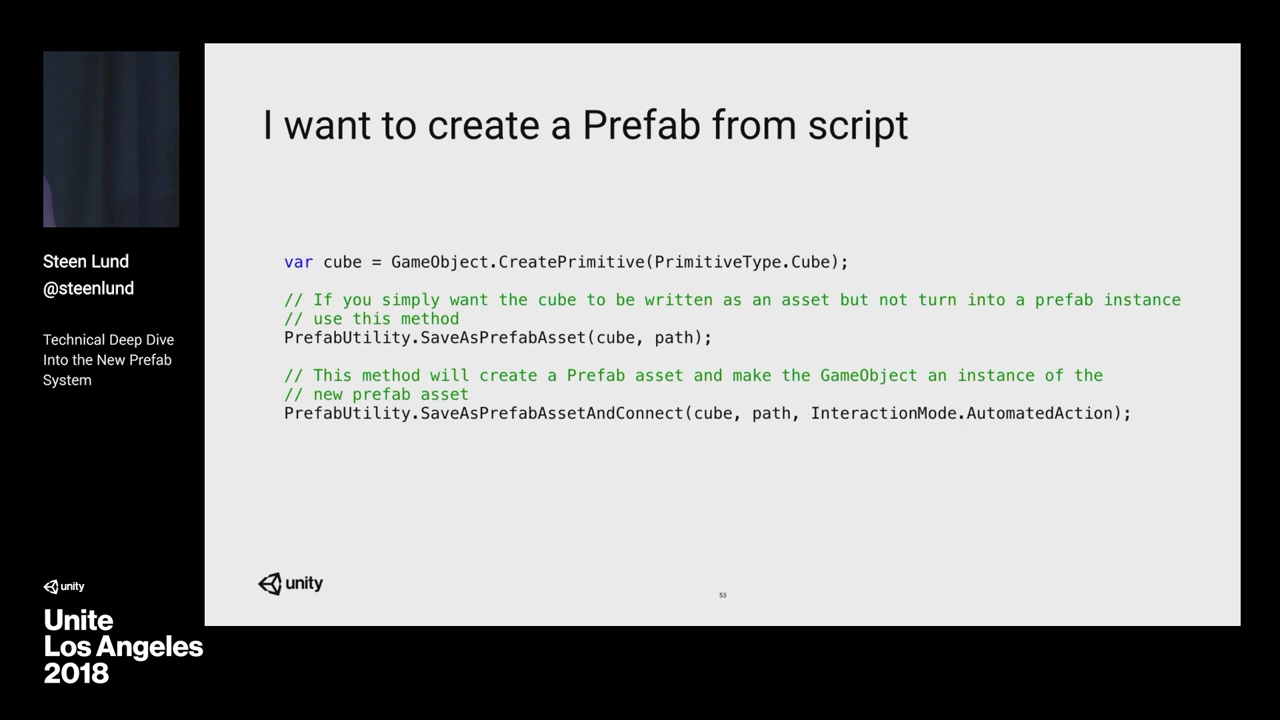 I want to create a Prefab from script
var cube = GameObject.CreatePrimitive(PrimitiveType.Cube);
// If you simply want the cube to be written as an asset but not turn into a prefab instance
// use this method
PrefabUtility.SaveAsPrefabAsset(cube, path);
// This method will create a Prefab asset and make the GameObject an instance of the
// new prefab asset
PrefabUtility.SaveAsPrefabAssetAndConnect(cube, path, InteractionMode.AutomatedAction);
unity
53
Steen Lund
@steenlund
Technical Deep Dive
Into the New Prefab
System
unity
Unite
Los Angeles
2018